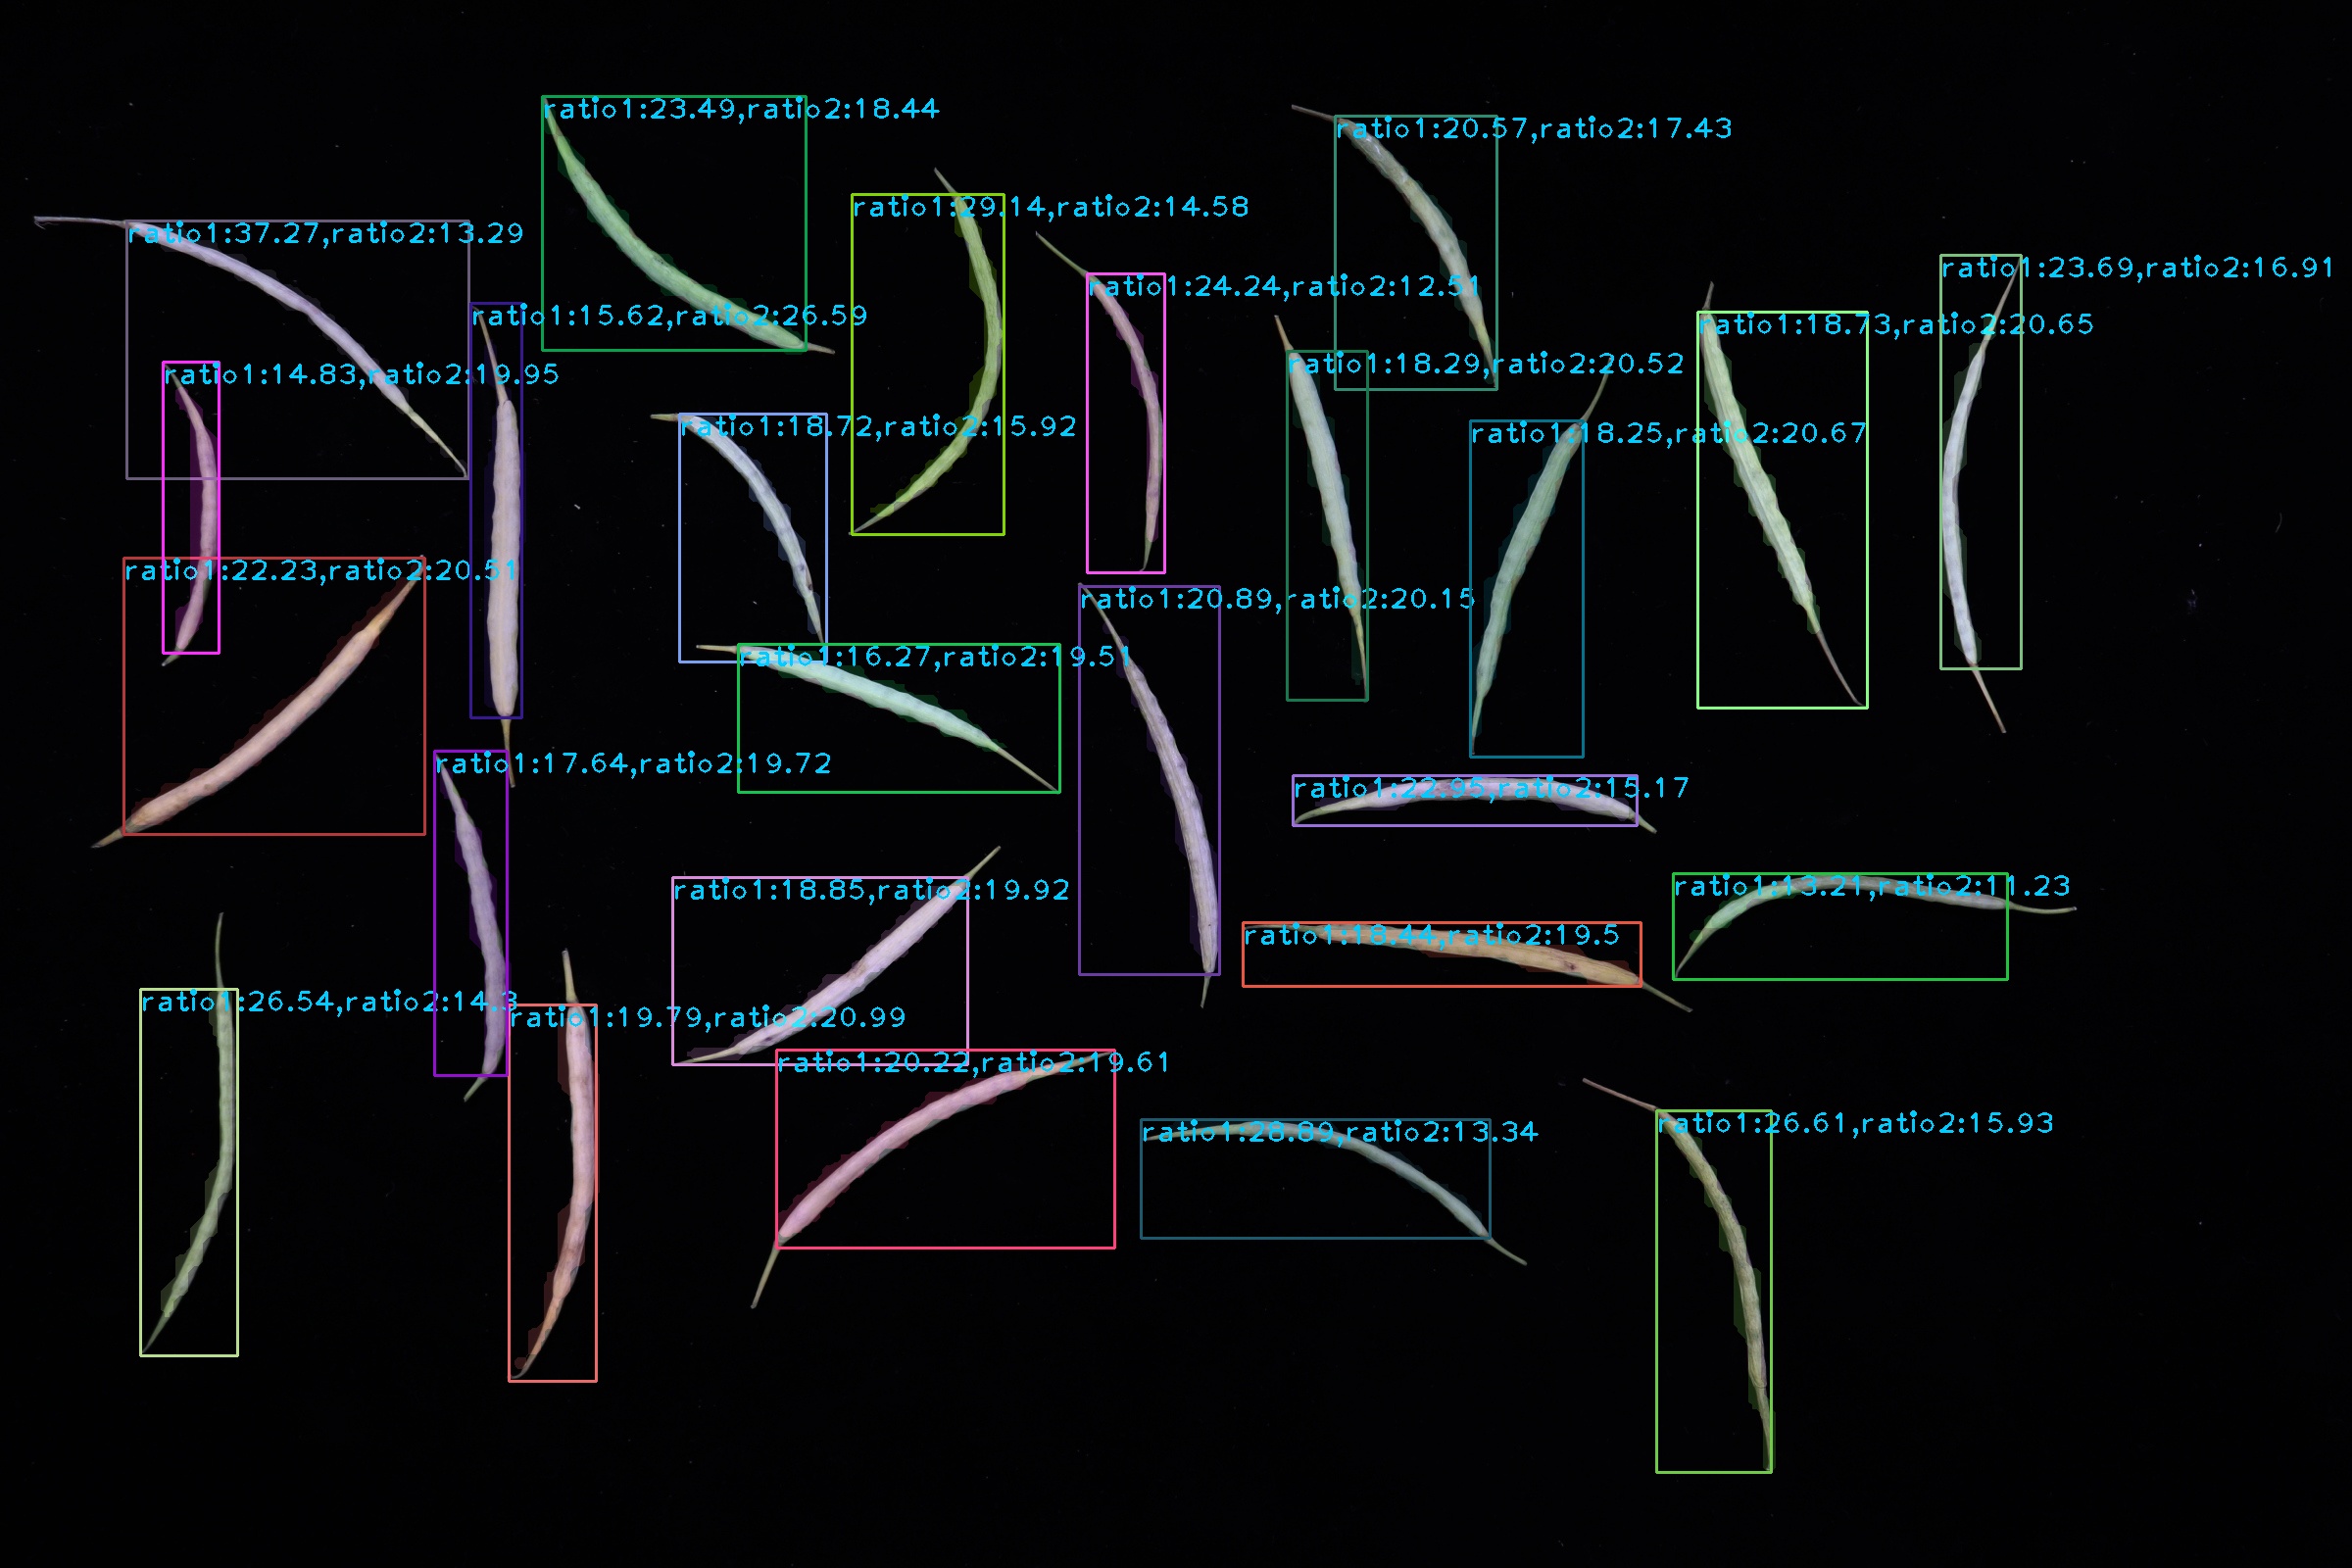 ratio1:23.49,ratio2:18.44
ratio1:20.57,ratio2:17.43
ratio1:29.14,ratio2:14.58
ratio1:37.27,ratio2:13.29
ratio1:23.69,ratio2:16.91
ratio1:24.24,ratio2:12.51
ratio1:15.62,ratio2:26.59
ratio1:18.73,ratio2:20.65
ratio1:18.29,ratio2:20.52
ratio1:14.83,ratio2:19.95
ratio1:18.72,ratio2:15.92
ratio1:18.25,ratio2:20.67
ratio1:22.23,ratio2:20.51
ratio1:20.89,ratio2:20.15
ratio1:16.27,ratio2:19.51
ratio1:17.64,ratio2:19.72
ratio1:22.95,ratio2:15.17
ratio1:18.85,ratio2:19.92
ratio1:13.21,ratio2:11.23
ratio1:18.44,ratio2:19.5
ratio1:26.54,ratio2:14.3
ratio1:19.79,ratio2:20.99
ratio1:20.22,ratio2:19.61
ratio1:28.89,ratio2:13.34
ratio1:26.61,ratio2:15.93